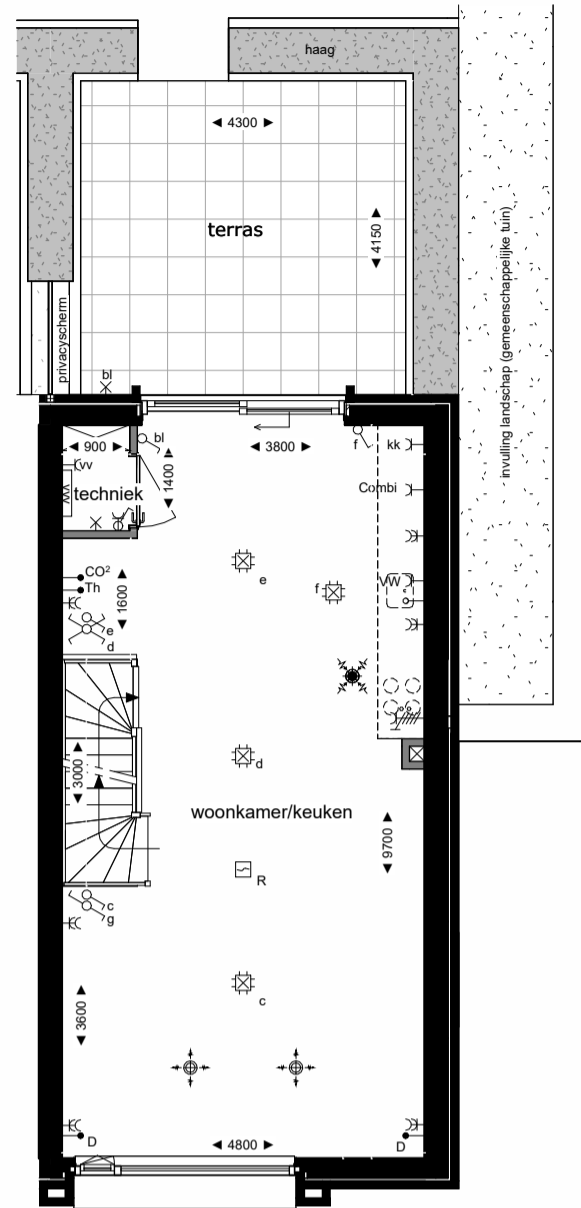 haag
◄ 4300 ►
terras
◄ 4150 ►
invulling landschap (gemeenschappelijke tuin)
privacyscherm
bl
◄ 900 ►
bl
◄ 3800 ►
f
kk
vv
◄ 1400 ►
techniek
Combi
CO²
Th
◄ 1600 ►
e
f
VW
e
d
◄ 3000 ►
d
woonkamer/keuken
◄ 9700 ►
R
c
g
◄ 3600 ►
c
D
◄ 4800 ►
D